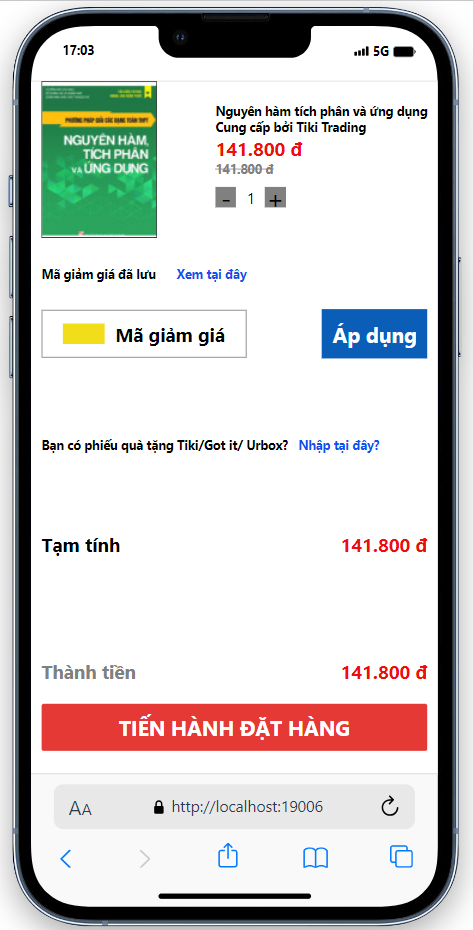 17:03
5G
PHƯƠNG PHÁP GIẢI CÁC DẠNG TOÁN THPT
NGUYÊN HÀM,
TÍCH PHÂN
VÀ ỨNG DỤNG
Nguyên hàm tích phân và ứng dụng
Cung cấp bởi Tiki Trading
141.800 đ
141.800 đ
- 1 +
Mã giảm giá đã lưu Xem tại đây
Mã giảm giá Áp dụng
Bạn có phiếu quà tặng Tiki/Got it/ Urbox? Nhập tại đây?
Tạm tính 141.800 đ
Thành tiền 141.800 đ
TIẾN HÀNH ĐẶT HÀNG
AA http://localhost:19006